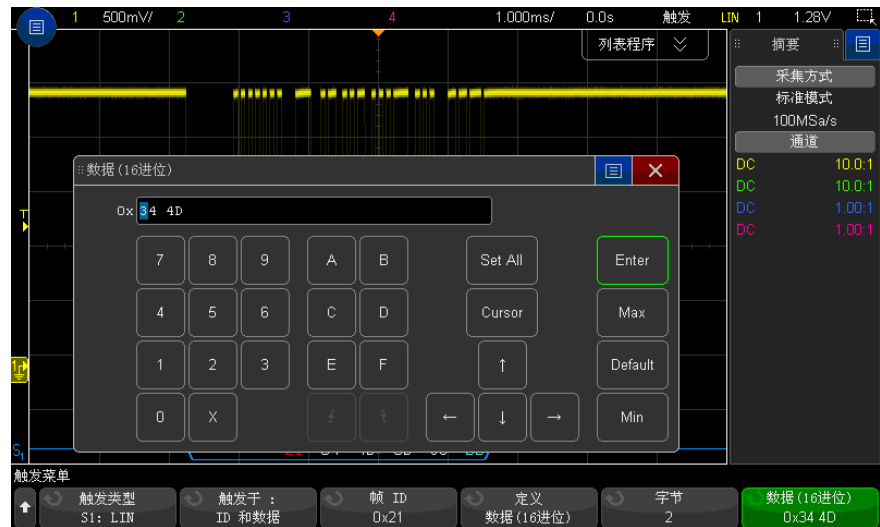 1 500mV/ 2 3 4 1.000ms/ 0.0s 触发 LIN 1 1.28V
列表程序
摘要
采集方式
标准模式
100MSa/s
通道
DC 10.0:1
DC 10.0:1
DC 1.00:1
DC 1.00:1
数据(16进位)
0x 34 4D
7 8 9 A B Set All Enter
4 5 6 C D Cursor Max
1 2 3 E F ↑ Default
0 X ← ↓ → Min
T
1
S1
触发菜单
触发类型
S1: LIN
触发于 :
ID 和数据
帧 ID
0x21
定义
数据(16进位)
字节
2
数据(16进位)
0x34 4D